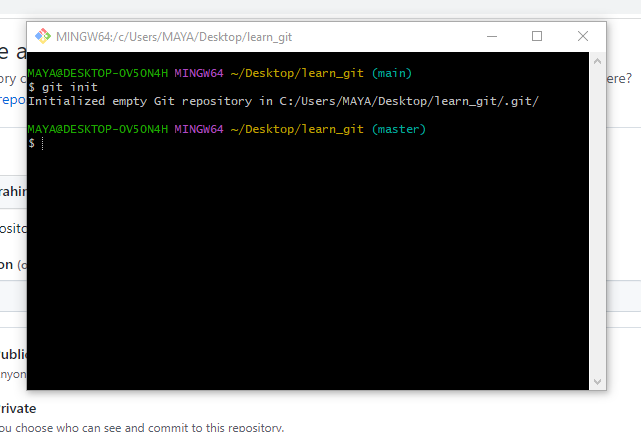 MINGW64:/c/Users/MAYA/Desktop/learn_git
e a
ory o
ere?
repo
MAYA@DESKTOP-OV5ON4H MINGW64 ~/Desktop/learn_git (main)
$ git init
Initialized empty Git repository in C:/Users/MAYA/Desktop/learn_git/.git/
MAYA@DESKTOP-OV5ON4H MINGW64 ~/Desktop/learn_git (master)
$
rahin
osito
on (o
Public
nyon
rivate
ou choose who can see and commit to this repository.